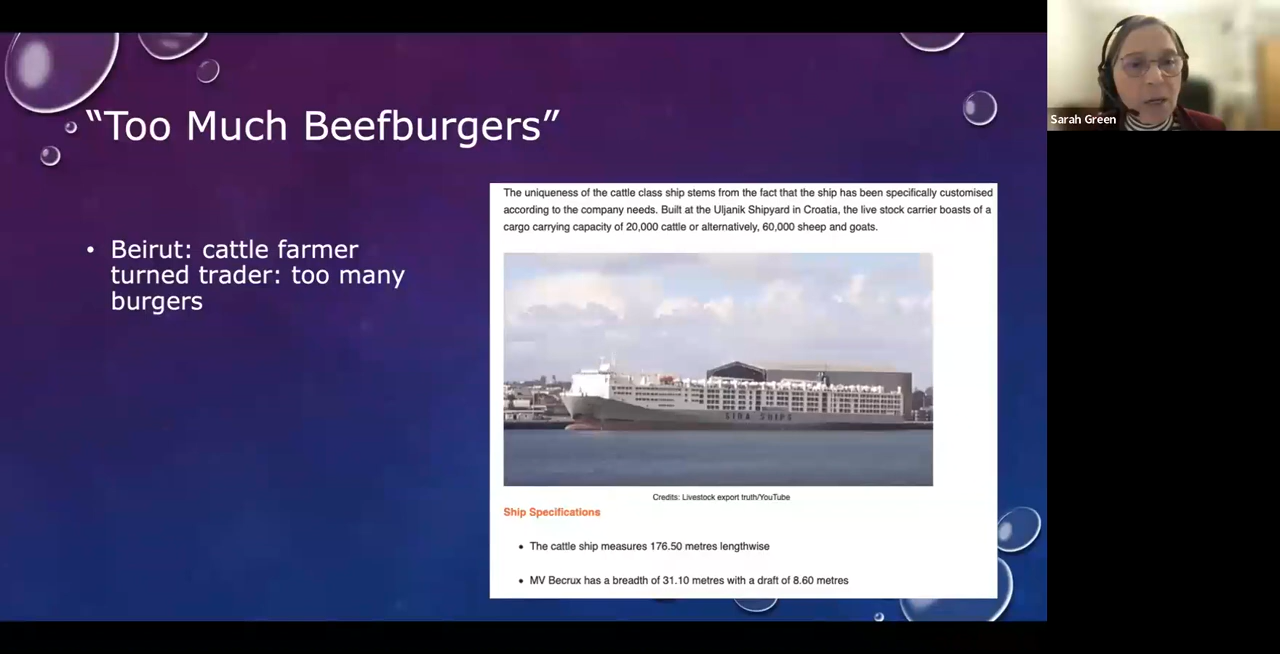 “Too Much Beefburgers”
• Beirut: cattle farmer
turned trader: too many
burgers
The uniqueness of the cattle class ship stems from the fact that the ship has been specifically customised
according to the company needs. Built at the Uljanik Shipyard in Croatia, the live stock carrier boasts of a
cargo carrying capacity of 20,000 cattle or alternatively, 60,000 sheep and goats.
SIBA SHIPS
Credits: Livestock export truth/YouTube
Ship Specifications
• The cattle ship measures 176.50 metres lengthwise
• MV Becrux has a breadth of 31.10 metres with a draft of 8.60 metres
Sarah Green